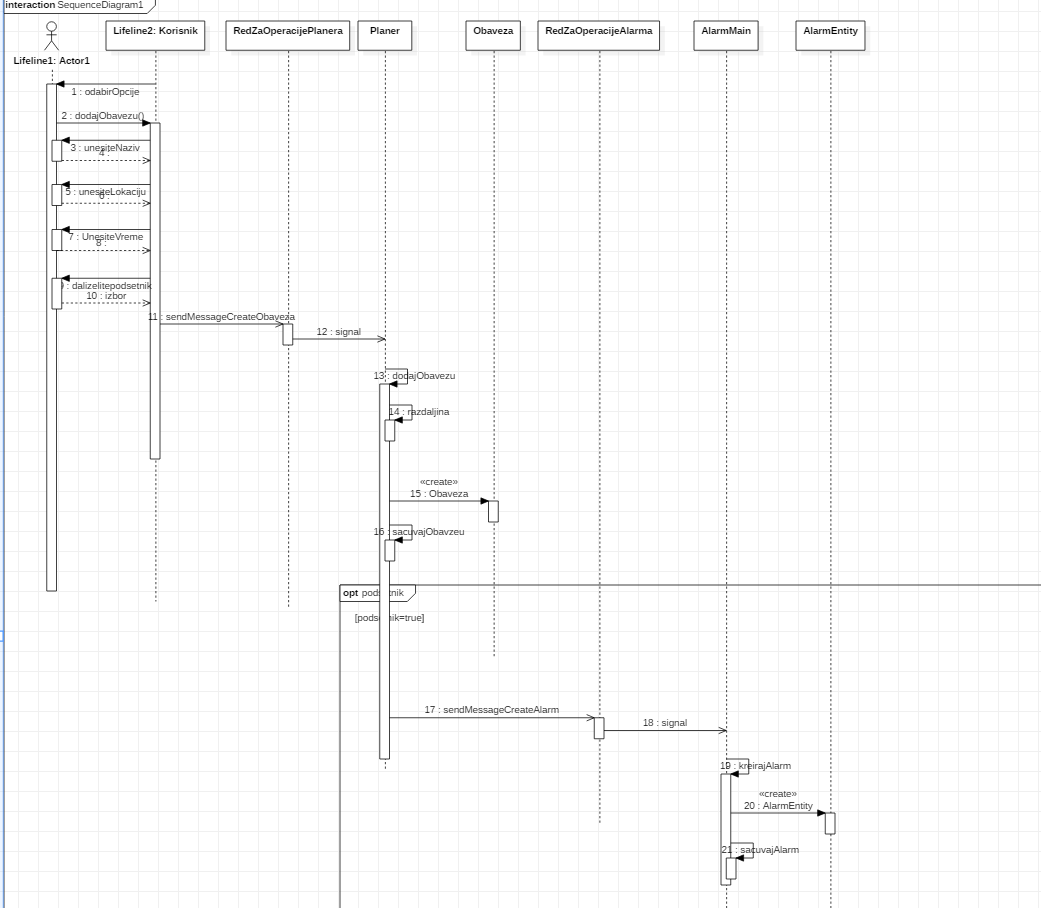 interaction SequenceDiagram1
Lifeline1: Actor1
Lifeline2: Korisnik
RedZaOperacijePlanera
Planer
Obaveza
RedZaOperacijeAlarma
AlarmMain
AlarmEntity
1 : odabirOpcije
2 : dodajObavezu()
3 : unesiteNaziv
4 :
5 : unesiteLokaciju
6 :
7 : UnesiteVreme
8 :
: dalizelitepodsetnik
10 : izbor
11 : sendMessageCreateObaveza
12 : signal
13 : dodajObavezu
14 : razdaljina
«create»
15 : Obaveza
16 : sacuvajObavzeu
opt podsetnik
[podsetnik=true]
17 : sendMessageCreateAlarm
18 : signal
19 : kreirajAlarm
«create»
20 : AlarmEntity
21 : sacuvajAlarm